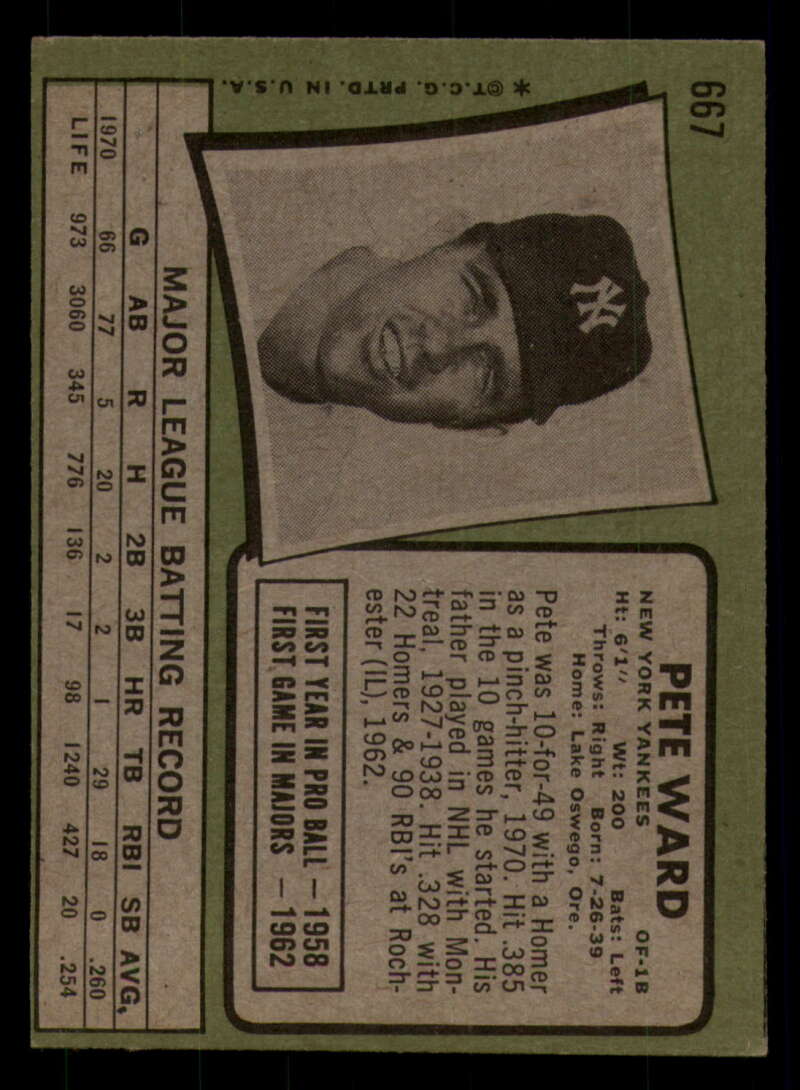 667
PETE WARD
NEW YORK YANKEES OF-1B
Ht: 6'1" Wt: 200 Bats: Left
Throws: Right Born: 7-26-39
Home: Lake Oswego, Ore.
Pete was 10-for-49 with a Homer
as a pinch-hitter, 1970. Hit .385
in the 10 games he started. His
father played in NHL with Mon-
treal, 1927-1938. Hit .328 with
22 Homers & 90 RBI's at Roch-
ester (IL), 1962.
FIRST YEAR IN PRO BALL — 1958
FIRST GAME IN MAJORS — 1962
NY
* ©T.C.G. PRTD. IN U.S.A.
MAJOR LEAGUE BATTING RECORD
G AB R H 2B 3B HR TB RBI SB AVG.
1970 66 77 5 20 2 2 1 29 18 0 .260
LIFE 973 3060 345 776 136 17 98 1240 427 20 .254